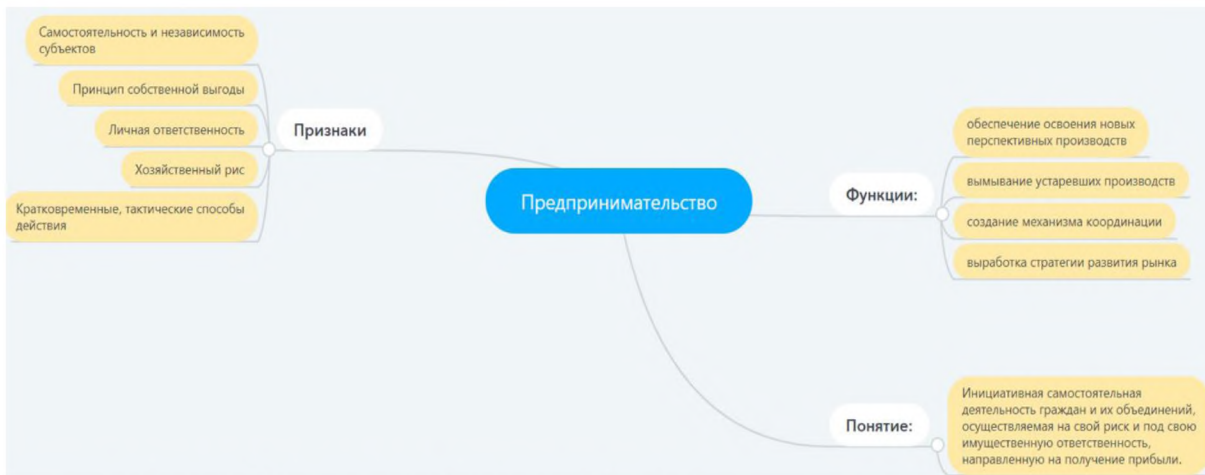 Предпринимательство
Признаки
Самостоятельность и независимость
субъектов
Принцип собственной выгоды
Личная ответственность
Хозяйственный рис
Кратковременные, тактические способы
действия
Функции:
обеспечение освоения новых
перспективных производств
вымывание устаревших производств
создание механизма координации
выработка стратегии развития рынка
Понятие:
Инициативная самостоятельная
деятельность граждан и их объединений,
осуществляемая на свой риск и под свою
имущественную ответственность,
направленную на получение прибыли.